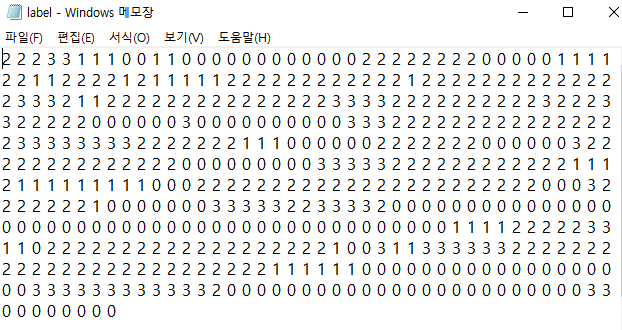 label - Windows 메모장
파일(F) 편집(E) 서식(O) 보기(V) 도움말(H)
2 2 2 3 3 1 1 1 0 0 1 1 0 0 0 0 0 0 0 0 0 0 0 0 2 2 2 2 2 2 2 2 0 0 0 0 0 1 1 1 1
2 2 1 1 2 2 2 2 1 2 1 1 1 1 1 2 2 2 2 2 2 2 2 2 2 2 2 1 2 2 2 2 2 2 2 2 2 2 2 2 2
2 3 3 3 2 1 1 2 2 2 2 2 2 2 2 2 2 2 2 2 2 2 3 3 3 3 2 2 2 2 2 2 2 2 2 2 3 2 2 2 3
3 2 2 2 2 2 0 0 0 0 0 0 3 0 0 0 0 0 0 0 0 0 0 3 3 3 2 2 2 2 2 2 2 2 2 2 2 2 2 2 2
2 3 3 3 3 3 3 3 3 2 2 2 2 2 2 2 1 1 1 0 0 0 0 0 0 2 2 2 2 2 2 2 0 0 0 0 0 0 3 2 2
2 2 2 2 2 2 2 2 2 2 2 2 0 0 0 0 0 0 0 0 0 3 3 3 3 3 2 2 2 2 2 2 2 2 2 2 2 2 1 1 1
2 1 1 1 1 1 1 1 1 1 0 0 0 2 2 2 2 2 2 2 2 2 2 2 2 2 2 2 2 2 2 2 2 2 2 2 0 0 0 3 2
2 2 2 2 2 2 1 0 0 0 0 0 0 0 3 3 3 3 3 2 2 3 3 3 3 2 0 0 0 0 0 0 0 0 0 0 0 0 0 0 0
0 0 0 0 0 0 0 0 0 0 0 0 0 0 0 0 0 0 0 0 0 0 0 0 0 0 0 0 0 0 1 1 1 1 2 2 2 2 2 3 3
1 1 0 2 2 2 2 2 2 2 2 2 2 2 2 2 2 2 2 2 2 2 1 0 0 3 1 1 3 3 3 3 3 3 2 2 2 2 2 2 2
2 2 2 2 2 2 2 2 2 2 2 2 2 2 2 2 2 2 1 1 1 1 1 1 0 0 0 0 0 0 0 0 0 0 0 0 0 0 0 0 0
0 0 3 3 3 3 3 3 3 3 3 3 3 3 2 0 0 0 0 0 0 0 0 0 0 0 0 0 0 0 0 0 0 0 0 0 0 0 0 3 3
0 0 0 0 0 0 0 0